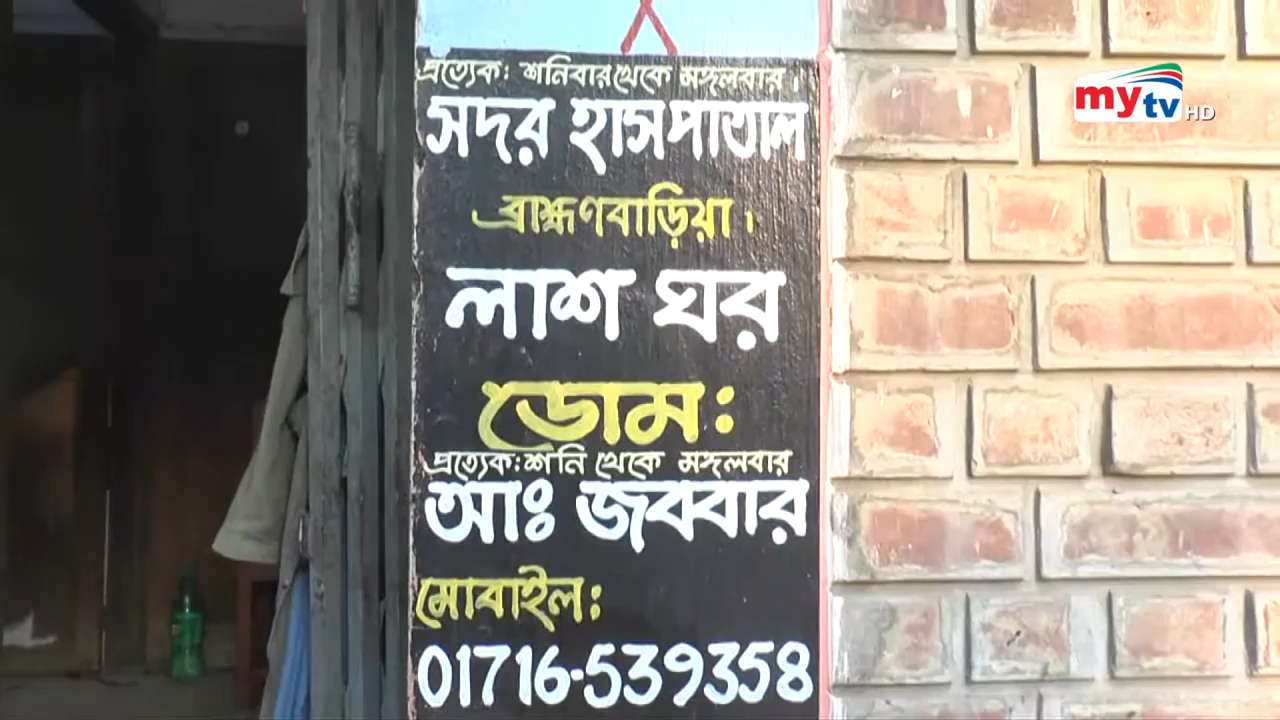 প্রত্যেক: শনিবার থেকে মঙ্গলবার।
সদর হাসপাতাল
ব্রাহ্মণবাড়িয়া।
লাশ ঘর
ডোম:
প্রত্যেক: শনি থেকে মঙ্গলবার
আঃ জব্বার
মোবাইল:
01716-539358
mytv HD